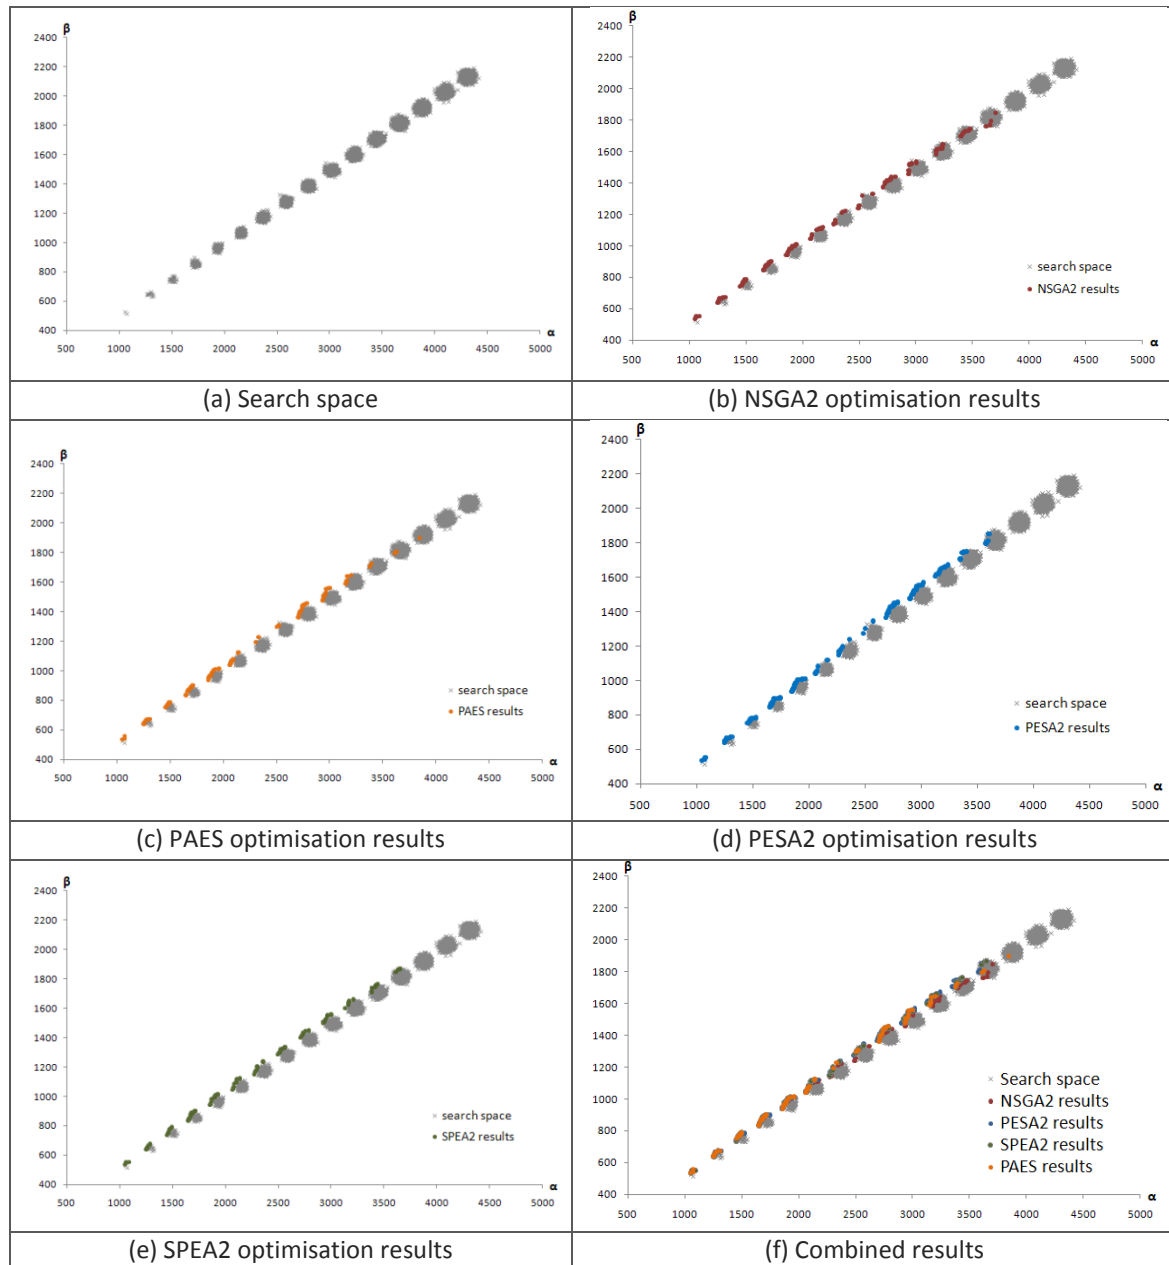 β
2400
2200
2000
1800
1600
1400
1200
1000
800
600
400
500 1000 1500 2000 2500 3000 3500 4000 4500 5000
α
(a) Search space
β
2400
2200
2000
1800
1600
1400
1200
1000
800
600
400
500 1000 1500 2000 2500 3000 3500 4000 4500 5000
α
search space
NSGA2 results
(b) NSGA2 optimisation results
β
2400
2200
2000
1800
1600
1400
1200
1000
800
600
400
500 1000 1500 2000 2500 3000 3500 4000 4500 5000
α
search space
PAES results
(c) PAES optimisation results
β
2400
2200
2000
1800
1600
1400
1200
1000
800
600
400
500 1000 1500 2000 2500 3000 3500 4000 4500 5000
α
search space
PESA2 results
(d) PESA2 optimisation results
β
2400
2200
2000
1800
1600
1400
1200
1000
800
600
400
500 1000 1500 2000 2500 3000 3500 4000 4500 5000
α
search space
SPEA2 results
(e) SPEA2 optimisation results
β
2400
2200
2000
1800
1600
1400
1200
1000
800
600
400
500 1000 1500 2000 2500 3000 3500 4000 4500 5000
α
Search space
NSGA2 results
PESA2 results
SPEA2 results
PAES results
(f) Combined results